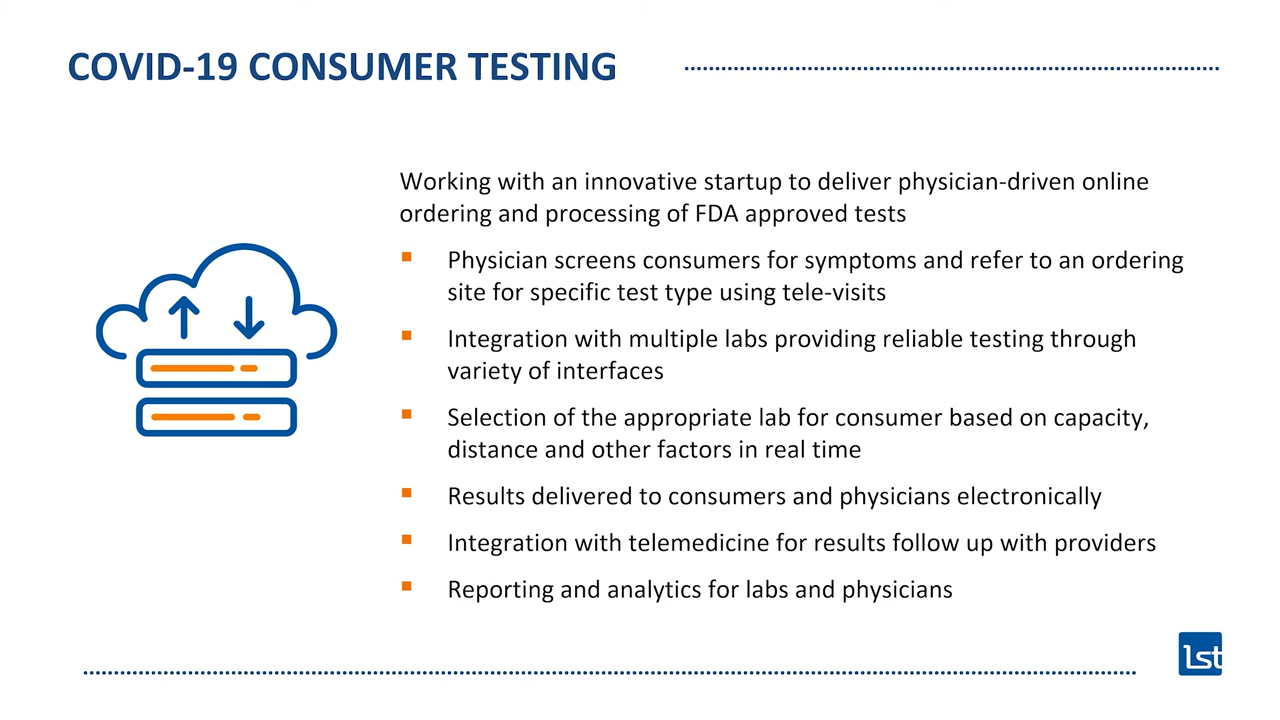 COVID-19 CONSUMER TESTING
Working with an innovative startup to deliver physician-driven online
ordering and processing of FDA approved tests
Physician screens consumers for symptoms and refer to an ordering
site for specific test type using tele-visits
Integration with multiple labs providing reliable testing through
variety of interfaces
Selection of the appropriate lab for consumer based on capacity,
distance and other factors in real time
Results delivered to consumers and physicians electronically
Integration with telemedicine for results follow up with providers
Reporting and analytics for labs and physicians
1st